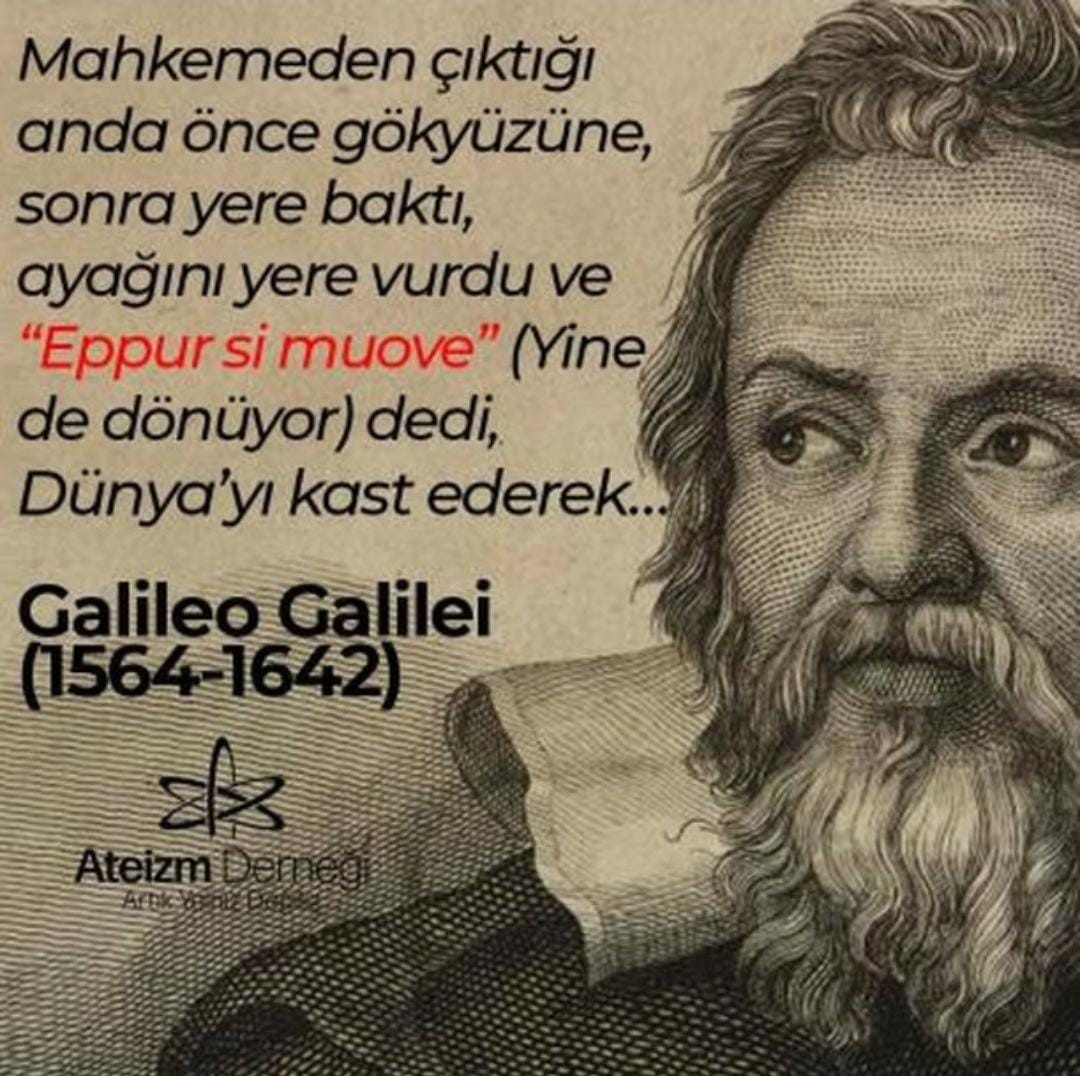 Mahkemeden çıktığı
anda önce gökyüzüne,
sonra yere baktı,
ayağını yere vurdu ve
“Eppur si muove” (Yine
de dönüyor) dedi,
Dünya’yı kast ederek...
Galileo Galilei
(1564-1642)
Ateizm Derneği
Artık Yalnız Değiliz